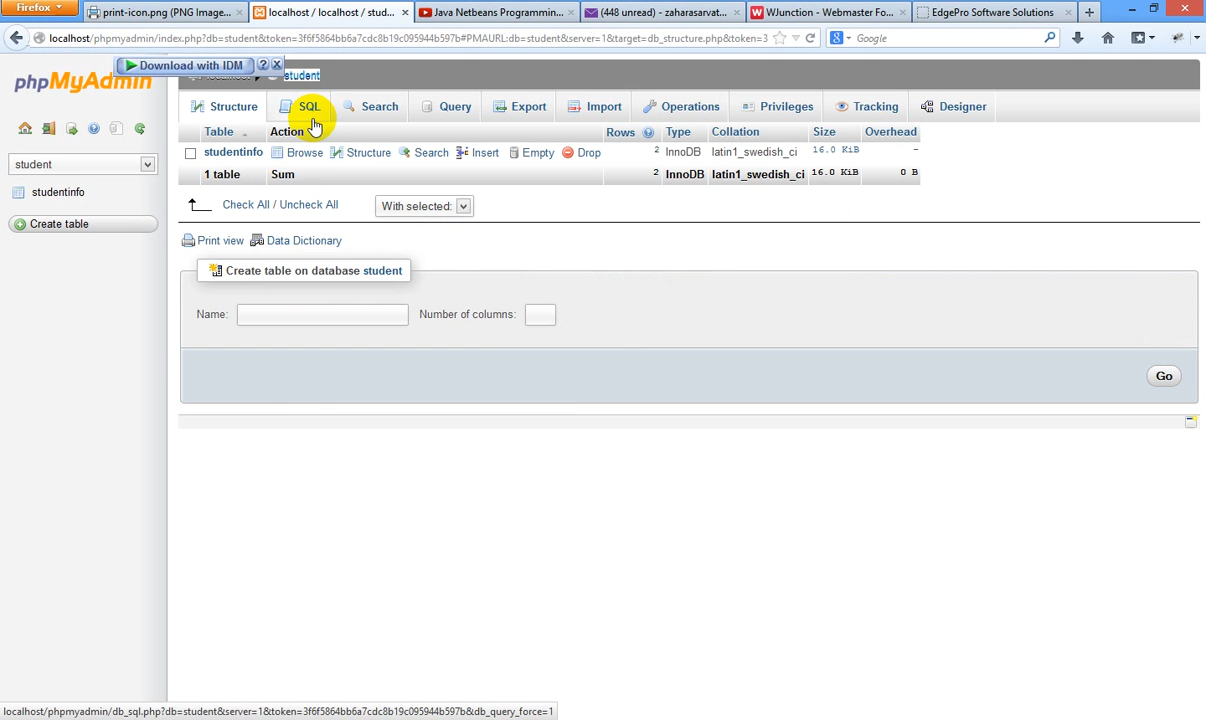 Firefox
print-icon.png (PNG Image...
localhost / localhost / stud...
Java Netbeans Programmin...
(448 unread) - zaharasarvat...
WJunction - Webmaster Fo...
EdgePro Software Solutions
localhost/phpmyadmin/index.php?db=student&server=1&token=3f6f5864bb6a7cdc8b19c095944b597b#PMAURL:db=student&server=1&target=db_structure.php&token=3
Google
Download with IDM
student
phpMyAdmin
Structure SQL Search Query Export Import Operations Privileges Tracking Designer
Table Action Rows Type Collation Size Overhead
studentinfo Browse Structure Search Insert Empty Drop 2 InnoDB latin1_swedish_ci 16.0 KiB -
1 table Sum 2 InnoDB latin1_swedish_ci 16.0 KiB 0 B
student
studentinfo
Create table
Check All / Uncheck All With selected:
Print view Data Dictionary
Create table on database student
Name: Number of columns:
Go
localhost/phpmyadmin/db_sql.php?db=student&server=1&token=3f6f5864bb6a7cdc8b19c095944b597b&db_query_force=1